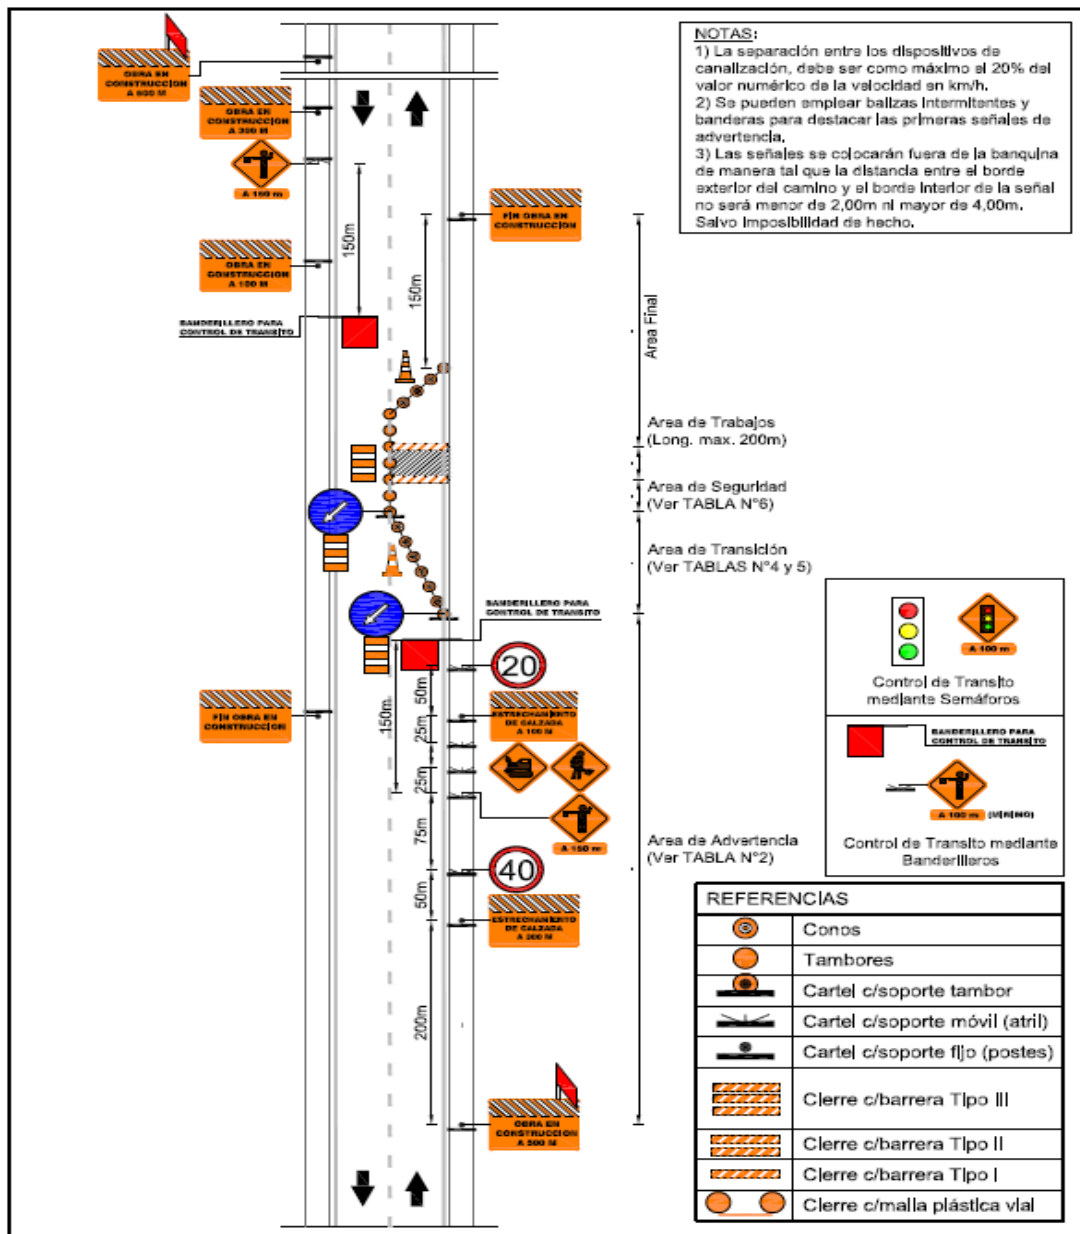 OBRA EN
CONSTRUCCION
A 600 M
OBRA EN
CONSTRUCCION
A 300 M
A 150 m
OBRA EN
CONSTRUCCION
A 100 M
BANDERILLERO PARA
CONTROL DE TRANSITO
150m
150m
FIN OBRA EN
CONSTRUCCION
NOTAS:
1) La separación entre los dispositivos de
canalización, debe ser como máximo el 20% del
valor numérico de la velocidad en km/h.
2) Se pueden emplear balizas intermitentes y
banderas para destacar las primeras señales de
advertencia.
3) Las señales se colocarán fuera de la banquina
de manera tal que la distancia entre el borde
exterior del camino y el borde interior de la señal
no será menor de 2,00m ni mayor de 4,00m.
Salvo imposibilidad de hecho.
Area Final
Area de Trabajos
(Long. max. 200m)
Area de Seguridad
(Ver TABLA N°6)
Area de Transición
(Ver TABLAS N°4 y 5)
BANDERILLERO PARA
CONTROL DE TRANSITO
FIN OBRA EN
CONSTRUCCION
150m
50m
25m
25m
75m
50m
200m
20
ESTRECHAMIENTO
DE CALZADA
A 100 M
A 150 m
40
ESTRECHAMIENTO
DE CALZADA
A 300 M
OBRA EN
CONSTRUCCION
A 500 M
Area de Advertencia
(Ver TABLA N°2)
A 100 m
Control de Transito
mediante Semáforos
BANDERILLERO PARA
CONTROL DE TRANSITO
A 100 m (MINIMO)
Control de Transito mediante
Banderilleros
REFERENCIAS
Conos
Tambores
Cartel c/soporte tambor
Cartel c/soporte móvil (atril)
Cartel c/soporte fijo (postes)
Cierre c/barrera Tipo III
Cierre c/barrera Tipo II
Cierre c/barrera Tipo I
Cierre c/malla plástica vial